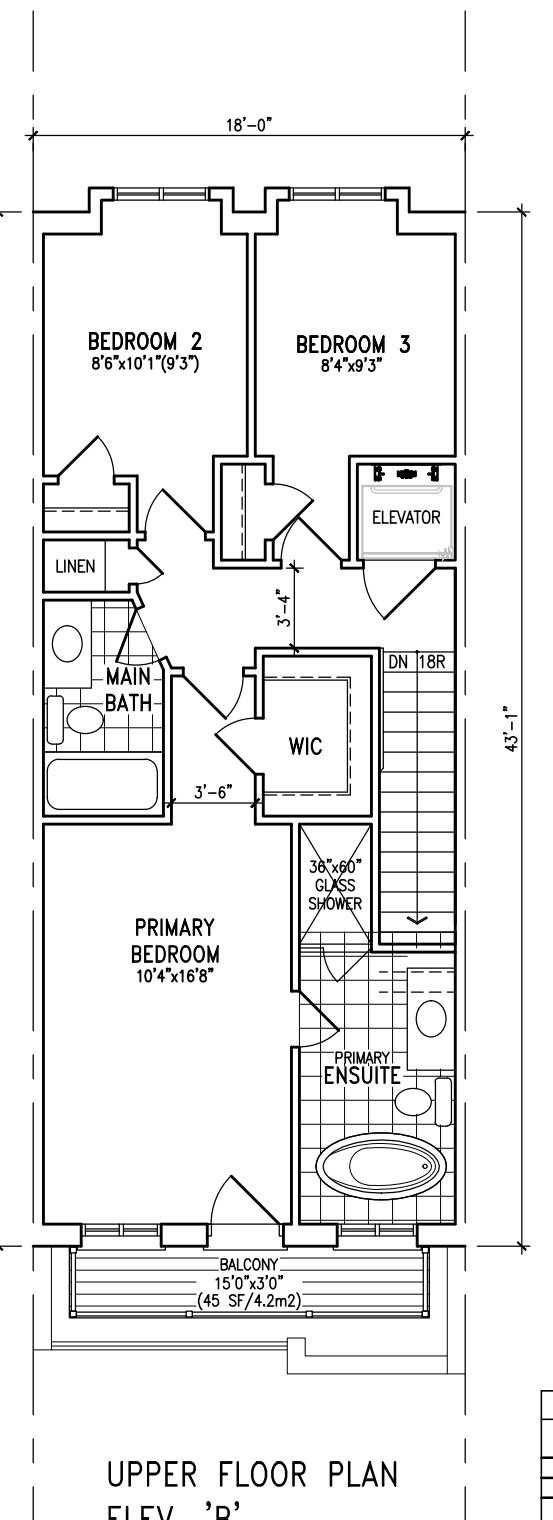 18'-0"
BEDROOM 2
8'6"x10'1"(9'3")
BEDROOM 3
8'4"x9'3"
ELEVATOR
LINEN
3'-4"
MAIN
BATH
DN 18R
WIC
43'-1"
3'-6"
36"x60"
GLASS
SHOWER
PRIMARY
BEDROOM
10'4"x16'8"
PRIMARY
ENSUITE
BALCONY
15'0"x3'0"
(45 SF/4.2m2)
UPPER FLOOR PLAN
ELEV. 'B'